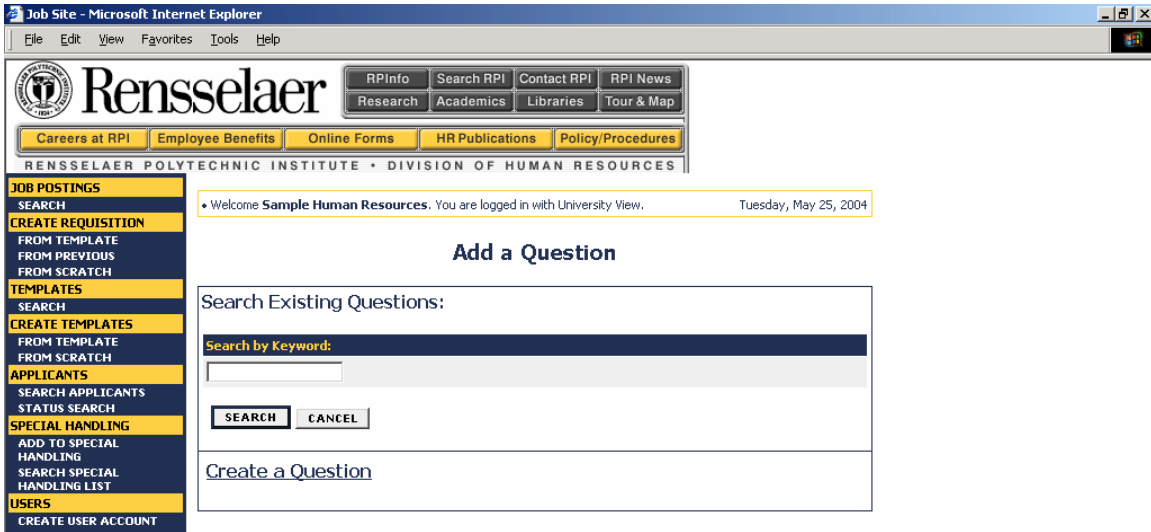 Job Site - Microsoft Internet Explorer
File Edit View Favorites Tools Help
Rensselaer
RPInfo Search RPI Contact RPI RPI News
Research Academics Libraries Tour & Map
Careers at RPI Employee Benefits Online Forms HR Publications Policy/Procedures
RENSSELAER POLYTECHNIC INSTITUTE • DIVISION OF HUMAN RESOURCES
JOB POSTINGS
SEARCH
CREATE REQUISITION
FROM TEMPLATE
FROM PREVIOUS
FROM SCRATCH
TEMPLATES
SEARCH
CREATE TEMPLATES
FROM TEMPLATE
FROM SCRATCH
APPLICANTS
SEARCH APPLICANTS
STATUS SEARCH
SPECIAL HANDLING
ADD TO SPECIAL
HANDLING
SEARCH SPECIAL
HANDLING LIST
USERS
CREATE USER ACCOUNT
• Welcome Sample Human Resources. You are logged in with University View. Tuesday, May 25, 2004
Add a Question
Search Existing Questions:
Search by Keyword:
SEARCH CANCEL
Create a Question